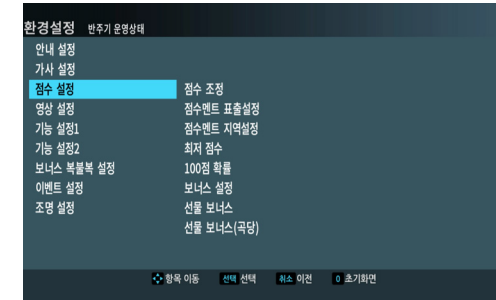 환경설정 반주기 운영상태
안내 설정
가사 설정
점수 설정
영상 설정
기능 설정1
기능 설정2
보너스 복불복 설정
이벤트 설정
조명 설정
점수 조정
점수멘트 표출설정
점수멘트 지역설정
최저 점수
100점 확률
보너스 설정
선물 보너스
선물 보너스(곡당)
항목 이동 선택 선택 취소 이전 0 초기화면